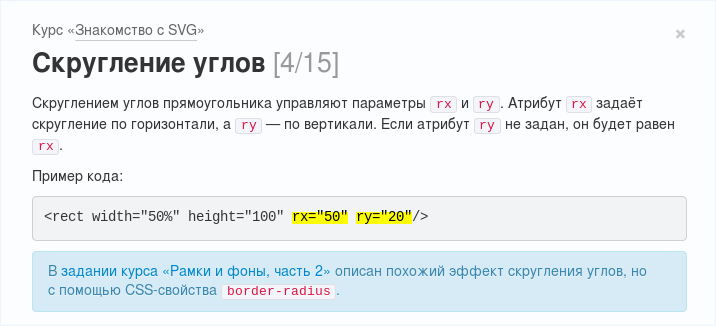 Курс «Знакомство с SVG»
×
Скругление углов [4/15]
Скруглением углов прямоугольника управляют параметры rx и ry. Атрибут rx задаёт
скругление по горизонтали, а ry — по вертикали. Если атрибут ry не задан, он будет равен
rx.
Пример кода:
<rect width="50%" height="100" rx="50" ry="20"/>
В задании курса «Рамки и фоны, часть 2» описан похожий эффект скругления углов, но
с помощью CSS-свойства border-radius.